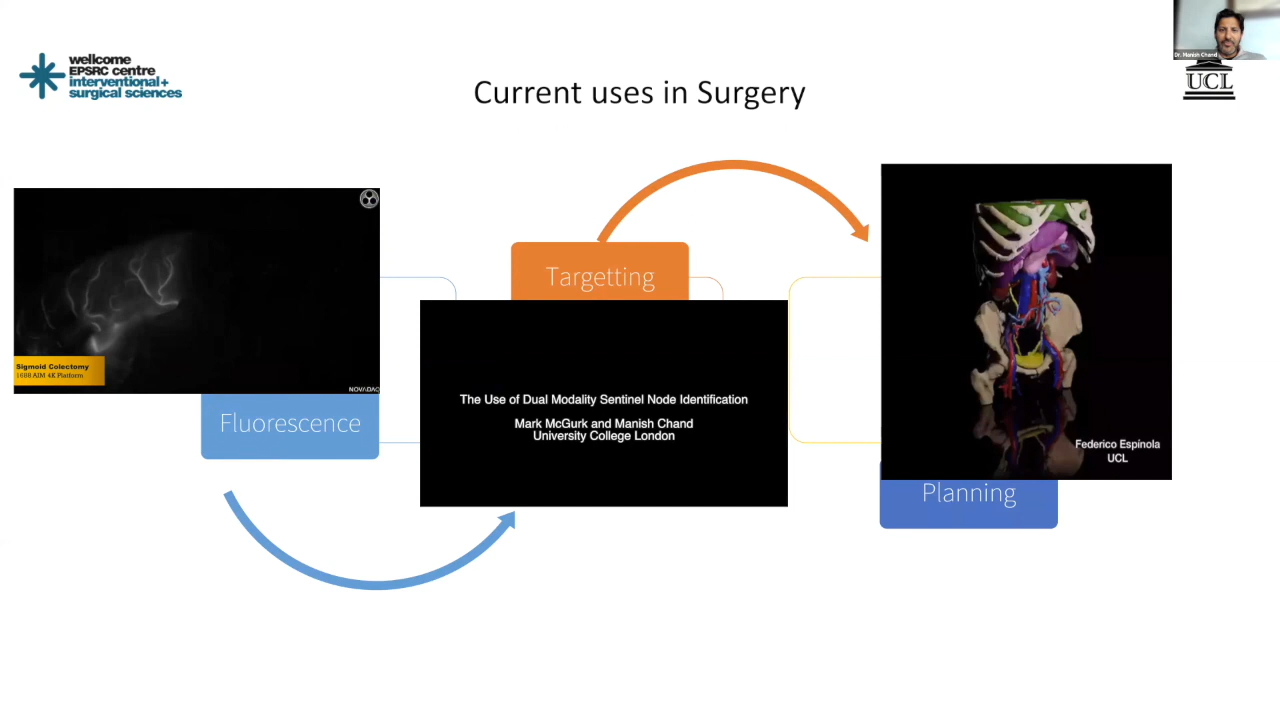 wellcome
EPSRC centre
interventional+
surgical sciences
Dr. Manish Chand
UCL
Current uses in Surgery
Sigmoid Colectomy
1688 AIM 4K Platform
NOVADAQ
Fluorescence
Targetting
The Use of Dual Modality Sentinel Node Identification
Mark McGurk and Manish Chand
University College London
Federico Espínola
UCL
Planning